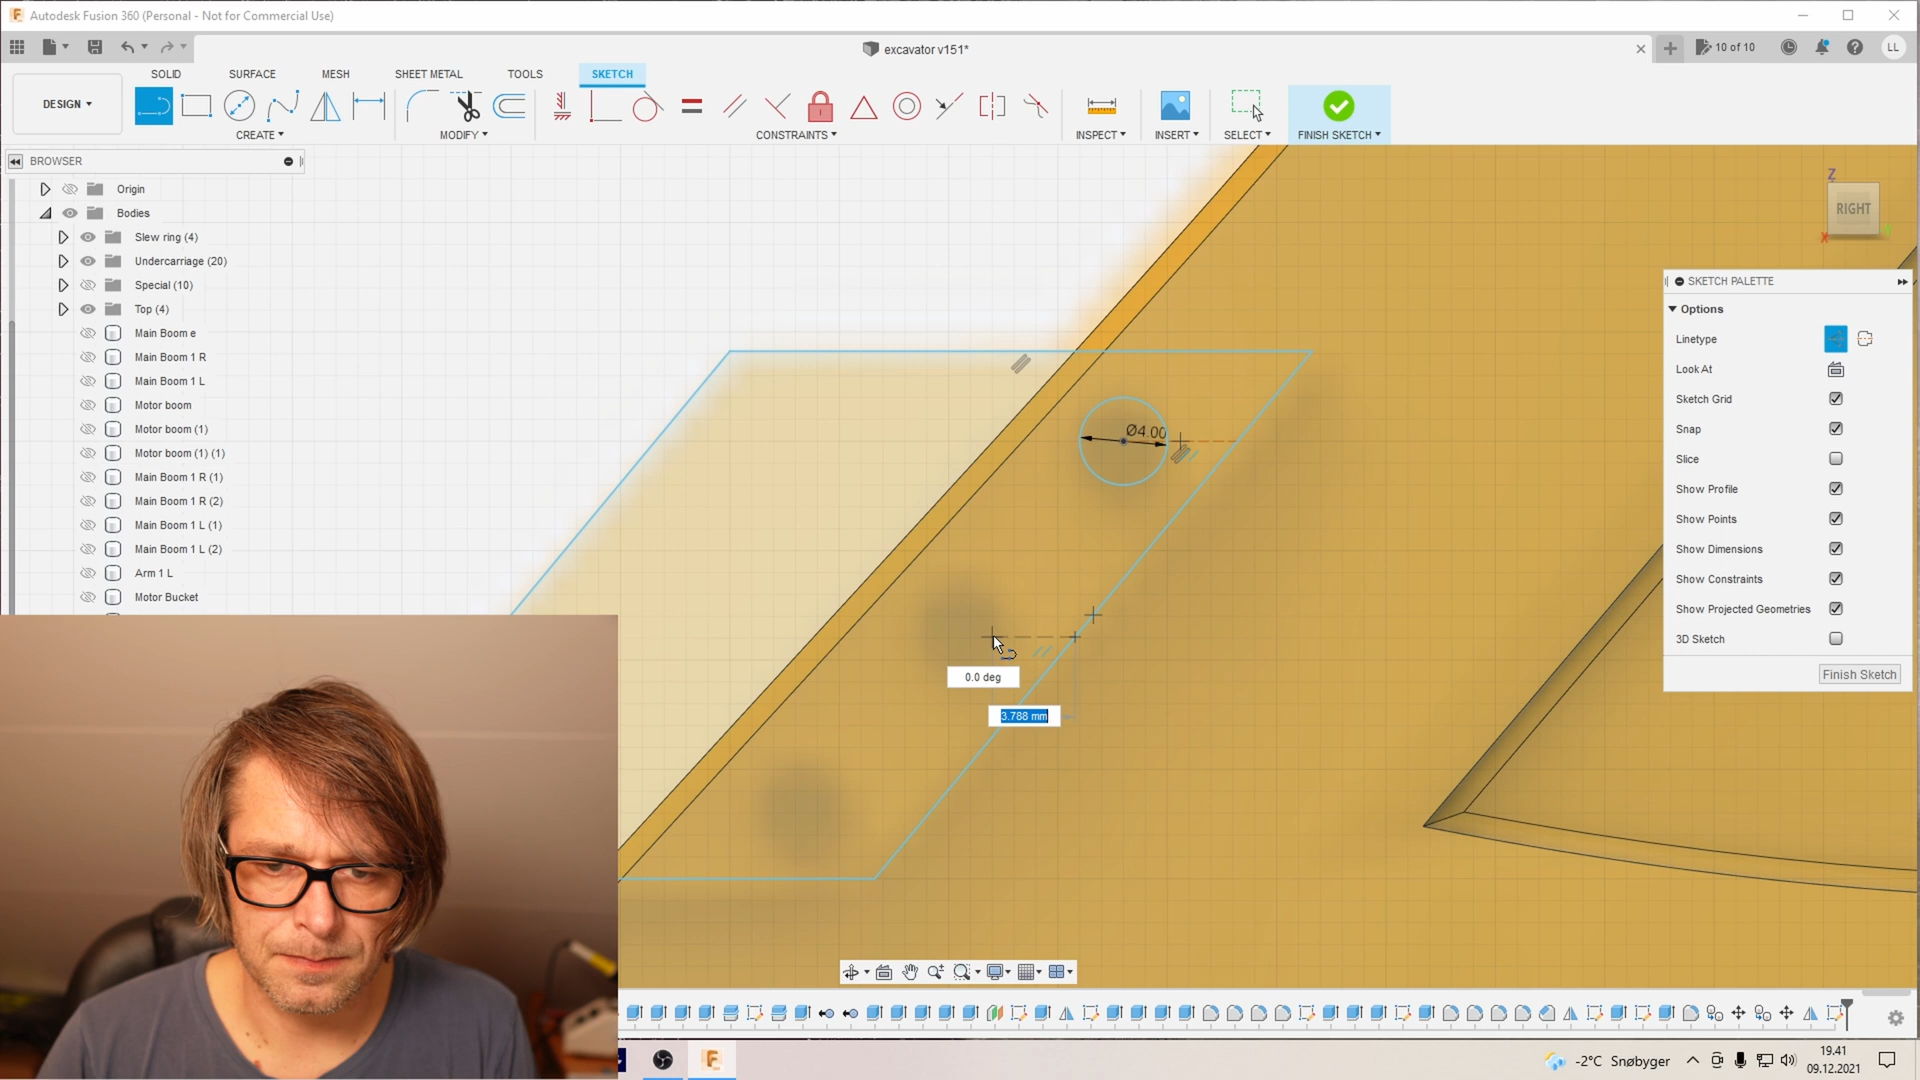 Autodesk Fusion 360 (Personal - Not for Commercial Use)
excavator v151*
10 of 10
LL
SOLID
SURFACE
MESH
SHEET METAL
TOOLS
SKETCH
DESIGN
CREATE
MODIFY
CONSTRAINTS
INSPECT
INSERT
SELECT
FINISH SKETCH
BROWSER
Origin
Bodies
Slew ring (4)
Undercarriage (20)
Special (10)
Top (4)
Main Boom e
Main Boom 1 R
Main Boom 1 L
Motor boom
Motor boom (1)
Motor boom (1) (1)
Main Boom 1 R (1)
Main Boom 1 R (2)
Main Boom 1 L (1)
Main Boom 1 L (2)
Arm 1 L
Motor Bucket
Z
RIGHT
X
Ø4.00
0.0 deg
3.788 mm
SKETCH PALETTE
Options
Linetype
Look At
Sketch Grid
Snap
Slice
Show Profile
Show Points
Show Dimensions
Show Constraints
Show Projected Geometries
3D Sketch
Finish Sketch
-2°C Snøbyger
19.41
09.12.2021